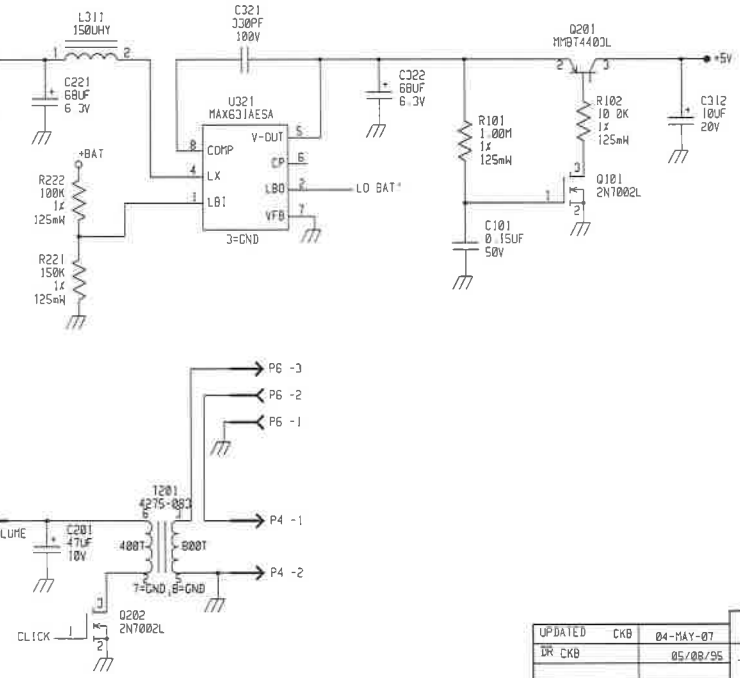 L311
150UHY
1 2
C221
68UF
6.3V
+BAT
R222
100K
1%
125mW
R221
150K
1%
125mW
C321
330PF
100V
U321
MAX631AESA
8 COMP
4 LX
1 LBI
V-OUT 5
CP 6
LBO 2
VFB 7
3=GND
LO BAT*
C322
68UF
6.3V
R101
1.00M
1%
125mW
C101
0.15UF
50V
Q201
MMBT4403L
2 3
R102
10.0K
1%
125mW
1 3
2
Q101
2N7002L
+5V
C312
10UF
20V
P6 -3
P6 -2
P6 -1
P4 -1
P4 -2
T201
4275-083
6
400T
800T
7=GND,8=GND
LUME
C201
47UF
10V
CLICK 1
3
2
Q202
2N7002L
UPDATED CKB 04-MAY-07
DR CKB 05/08/95